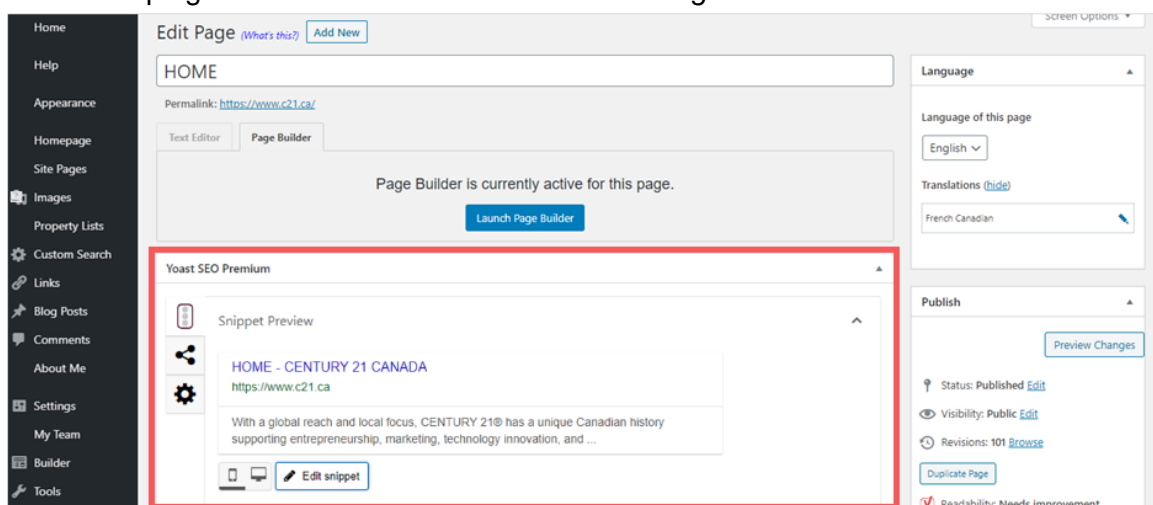 Home
Help
Appearance
Homepage
Site Pages
Images
Property Lists
Custom Search
Links
Blog Posts
Comments
About Me
Settings
My Team
Builder
Tools
Edit Page (What's this?) Add New
HOME
Permalink: https://www.c21.ca/
Text Editor Page Builder
Page Builder is currently active for this page.
Launch Page Builder
Yoast SEO Premium
Snippet Preview
HOME - CENTURY 21 CANADA
https://www.c21.ca
With a global reach and local focus, CENTURY 21® has a unique Canadian history
supporting entrepreneurship, marketing, technology innovation, and ...
Edit snippet
Screen Options
Language
Language of this page
English
Translations (hide)
French Canadian
Publish
Preview Changes
Status: Published Edit
Visibility: Public Edit
Revisions: 101 Browse
Duplicate Page
Readability: Needs improvement